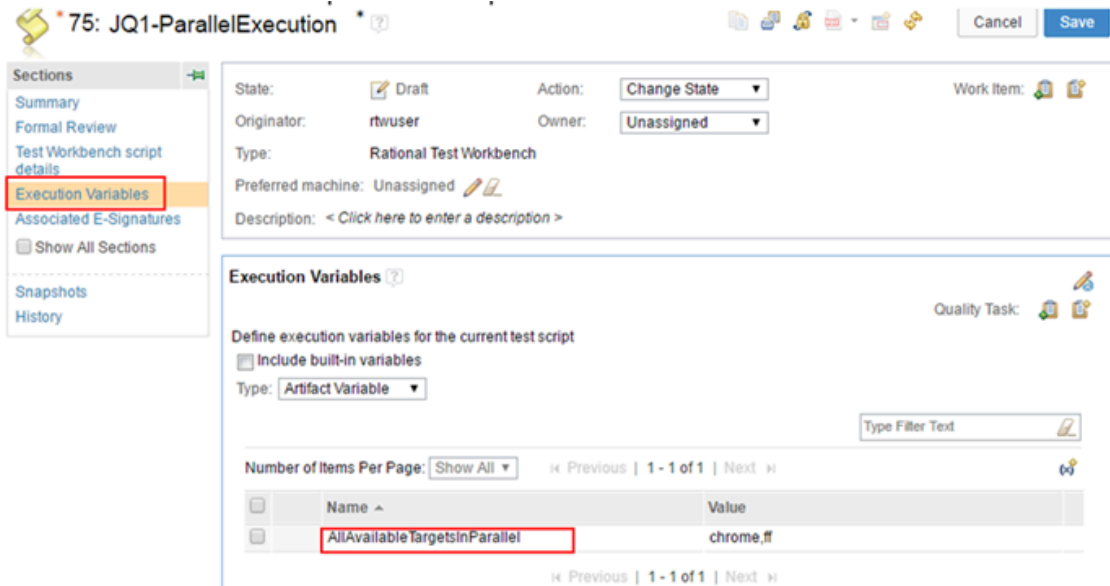 * 75: JQ1-ParallelExecution * ?
Cancel Save
Sections
Summary
Formal Review
Test Workbench script details
Execution Variables
Associated E-Signatures
Show All Sections
Snapshots
History
State: Draft Action: Change State Work Item:
Originator: rtwuser Owner: Unassigned
Type: Rational Test Workbench
Preferred machine: Unassigned
Description: < Click here to enter a description >
Execution Variables ?
Quality Task:
Define execution variables for the current test script
Include built-in variables
Type: Artifact Variable
Type Filter Text
Number of Items Per Page: Show All Previous | 1 - 1 of 1 | Next
Name Value
AllAvailableTargetsInParallel chrome,ff
Previous | 1 - 1 of 1 | Next